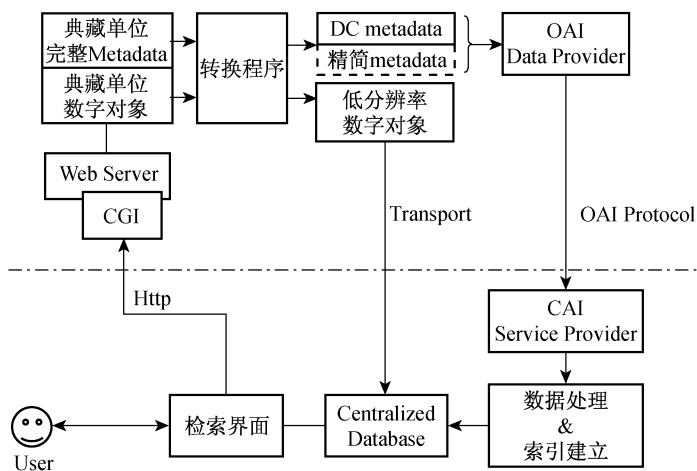 典藏单位
完整Metadata
典藏单位
数字对象
转换程序
DC metadata
精简metadata
低分辨率
数字对象
OAI
Data Provider
Web Server
CGI
Transport
OAI Protocol
Http
CAI
Service Provider
User
检索界面
Centralized
Database
数据处理
&
索引建立